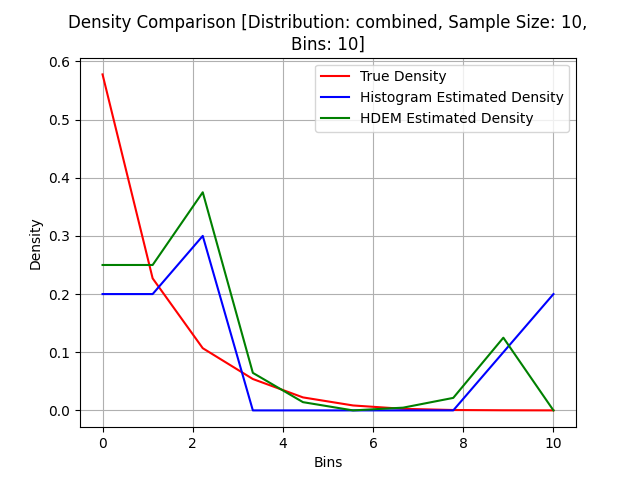 Density Comparison [Distribution: combined, Sample Size: 10,
Bins: 10]
True Density
Histogram Estimated Density
HDEM Estimated Density
Density
0.6
0.5
0.4
0.3
0.2
0.1
0.0
0 2 4 6 8 10
Bins